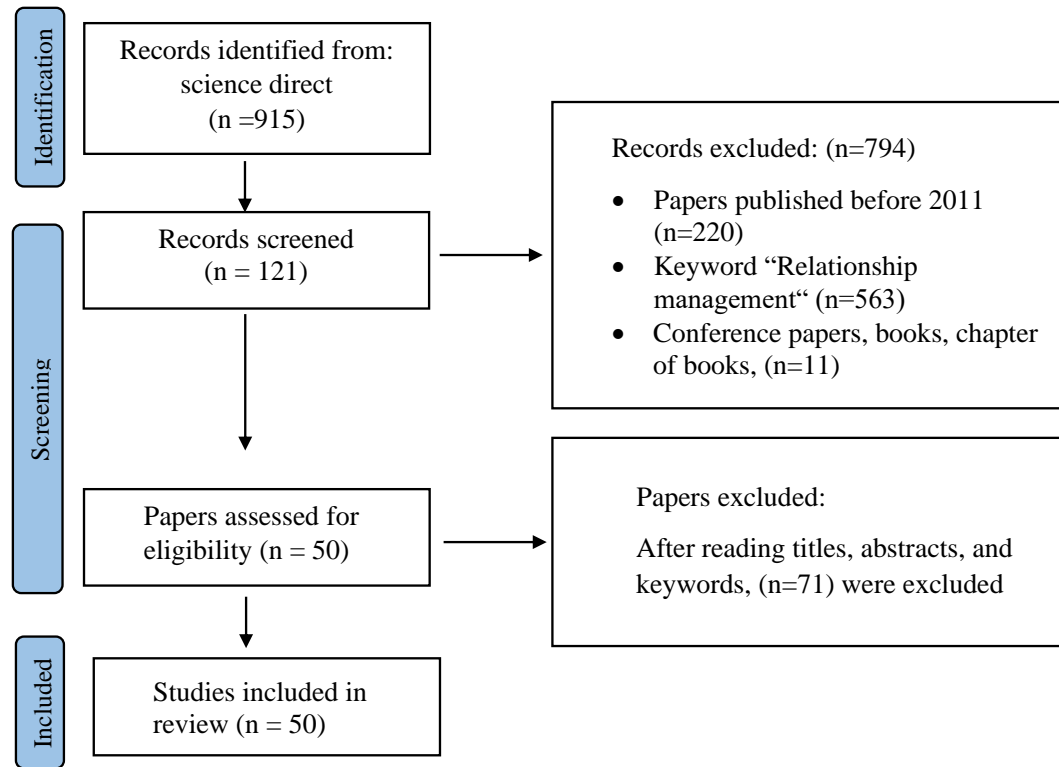 Identification
Records identified from:
science direct
(n =915)
Records excluded: (n=794)
• Papers published before 2011
(n=220)
• Keyword “Relationship
management“ (n=563)
• Conference papers, books, chapter
of books, (n=11)
Screening
Records screened
(n = 121)
Papers assessed for
eligibility (n = 50)
Papers excluded:
After reading titles, abstracts, and
keywords, (n=71) were excluded
Included
Studies included in
review (n = 50)